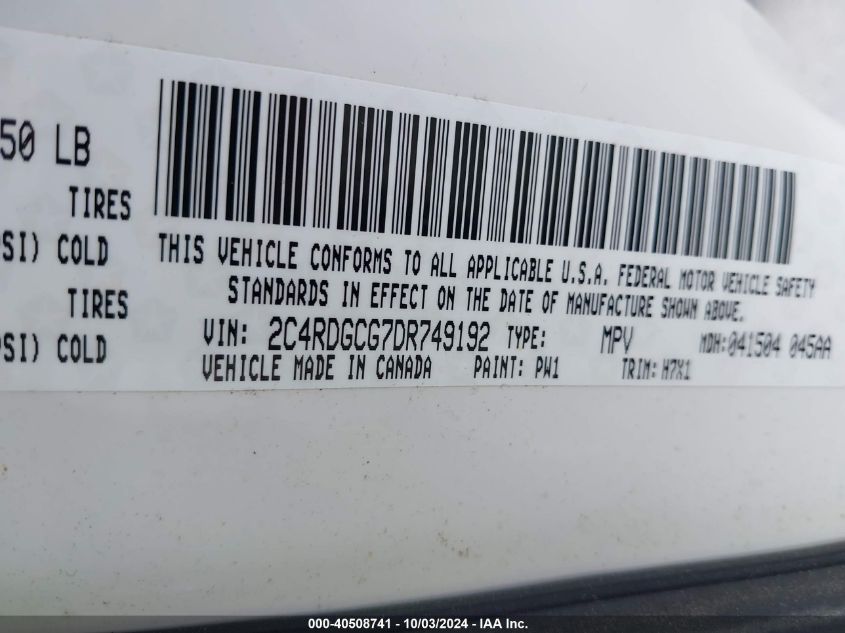 50 LB
TIRES
SI) COLD
THIS VEHICLE CONFORMS TO ALL APPLICABLE U.S.A. FEDERAL MOTOR VEHICLE SAFETY
STANDARDS IN EFFECT ON THE DATE OF MANUFACTURE SHOWN ABOVE.
TIRES
VIN: 2C4RDGCG7DR749192 TYPE: MPV MDH:041504 045AA
PSI) COLD
VEHICLE MADE IN CANADA PAINT: PW1 TRIM: H7X1
000-40508741 - 10/03/2024 - IAA Inc.